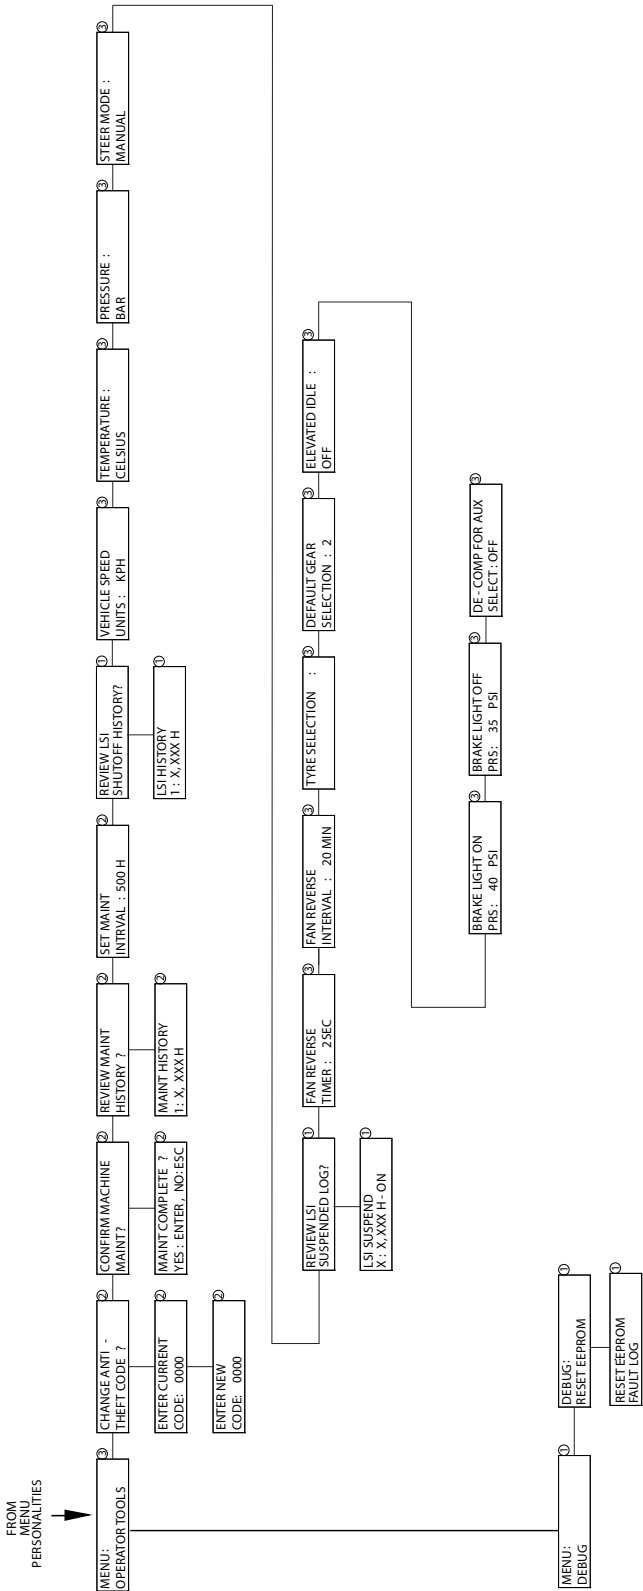 FROM
MENU
PERSONALITIES
MENU:
OPERATOR TOOLS
3
CHANGE ANTI -
THEFT CODE ?
2
ENTER CURRENT
CODE: 0000
2
ENTER NEW
CODE: 0000
2
CONFIRM MACHINE
MAINT?
2
MAINT COMPLETE ?
YES : ENTER , NO: ESC
2
REVIEW MAINT
HISTORY ?
2
MAINT HISTORY
1: X, XXX H
2
SET MAINT
INTRVAL : 500 H
2
REVIEW LSI
SHUTOFF HISTORY?
1
LSI HISTORY
1 : X, XXX H
1
VEHICLE SPEED
UNITS : KPH
3
TEMPERATURE :
CELSIUS
3
PRESSURE :
BAR
3
STEER MODE :
MANUAL
3
REVIEW LSI
SUSPENDED LOG?
1
LSI SUSPEND
X : X, XXX H - ON
1
FAN REVERSE
TIMER : 2SEC
3
FAN REVERSE
INTERVAL : 20 MIN
3
TYRE SELECTION :
3
DEFAULT GEAR
SELECTION : 2
3
ELEVATED IDLE :
OFF
3
BRAKE LIGHT ON
PRS : 40 PSI
3
BRAKE LIGHT OFF
PRS: 35 PSI
3
DE - COMP FOR AUX
SELECT : OFF
3
MENU:
DEBUG
1
DEBUG:
RESET EEPROM
1
RESET EEPROM
FAULT LOG
1